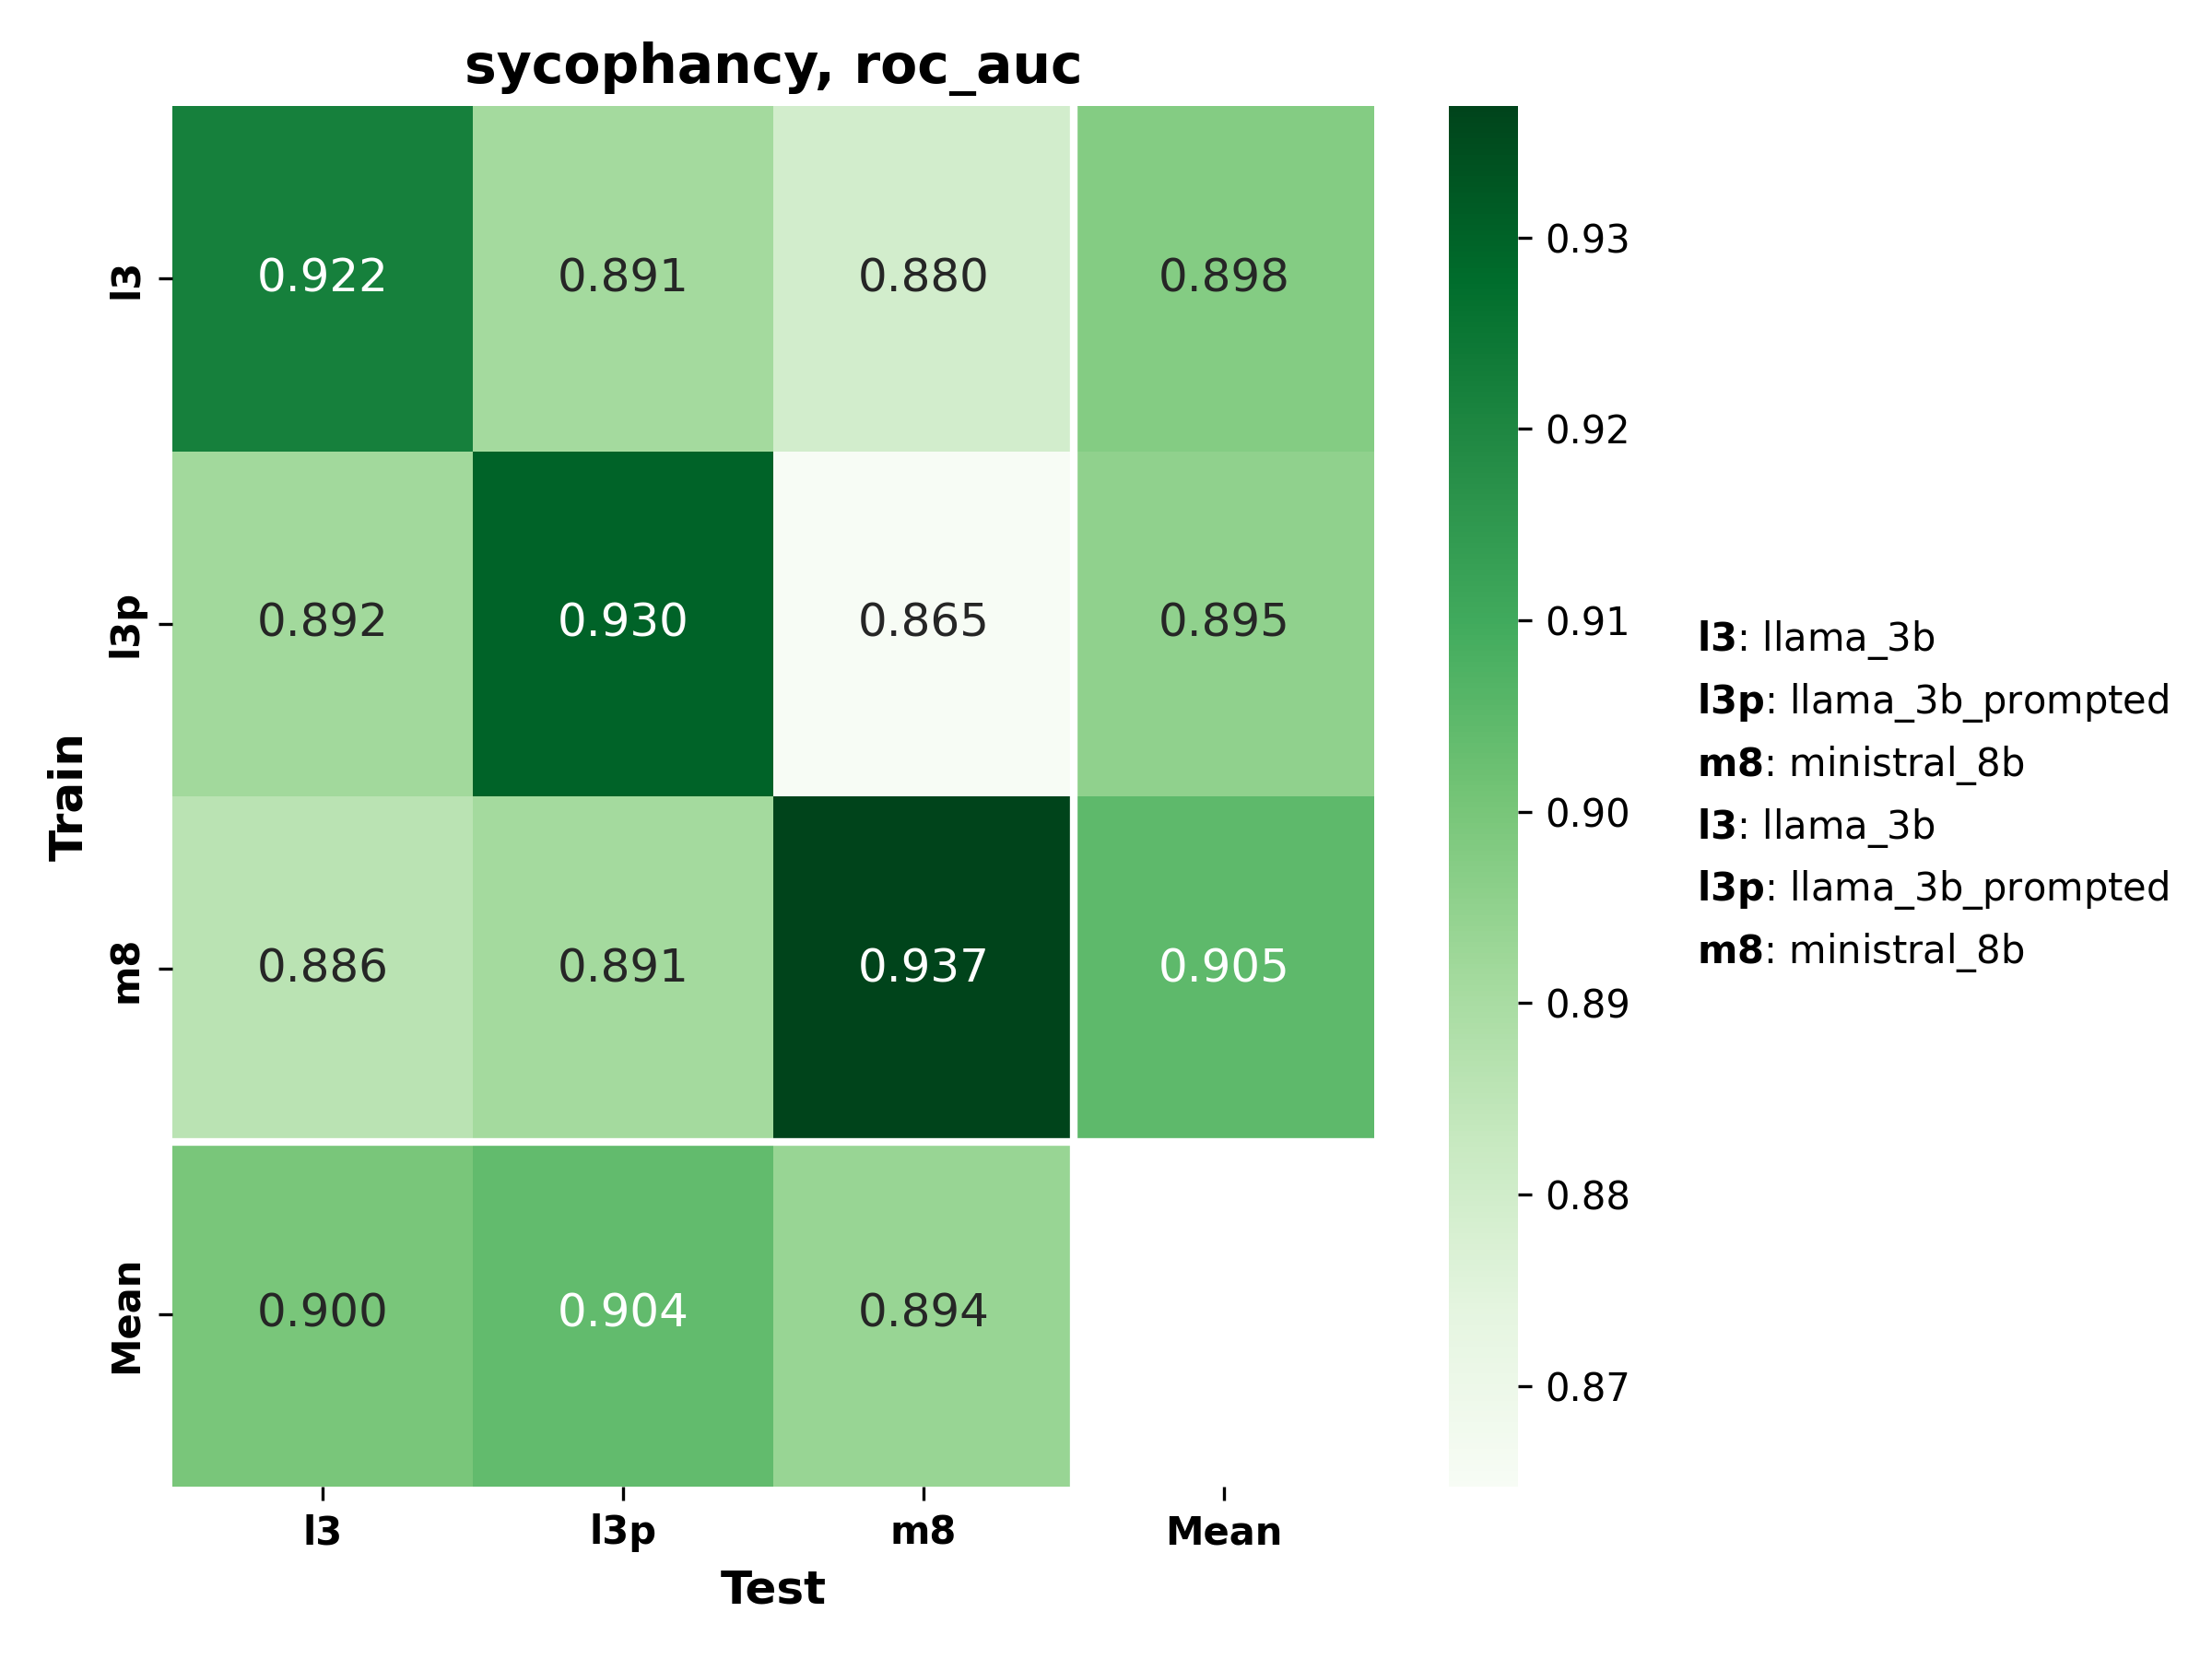 sycophancy, roc_auc
Train
l3
0.922 0.891 0.880 0.898
l3p
0.892 0.930 0.865 0.895
m8
0.886 0.891 0.937 0.905
Mean
0.900 0.904 0.894
l3 l3p m8 Mean
Test
0.93
0.92
0.91
0.90
0.89
0.88
0.87
l3: llama_3b
l3p: llama_3b_prompted
m8: ministral_8b
l3: llama_3b
l3p: llama_3b_prompted
m8: ministral_8b